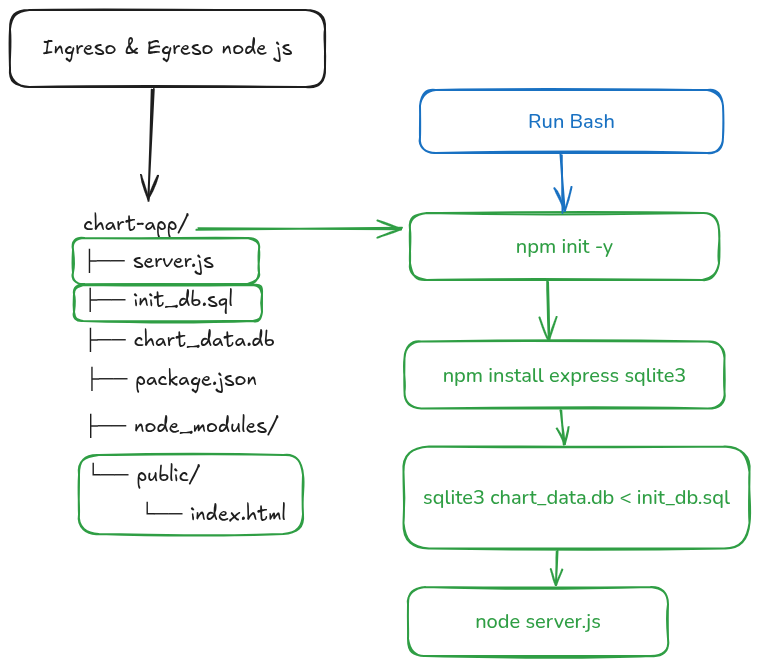 Ingreso & Egreso node js
Run Bash
chart-app/
├── server.js
├── init_db.sql
├── chart_data.db
├── package.json
├── node_modules/
└── public/
└── index.html
npm init -y
npm install express sqlite3
sqlite3 chart_data.db < init_db.sql
node server.js